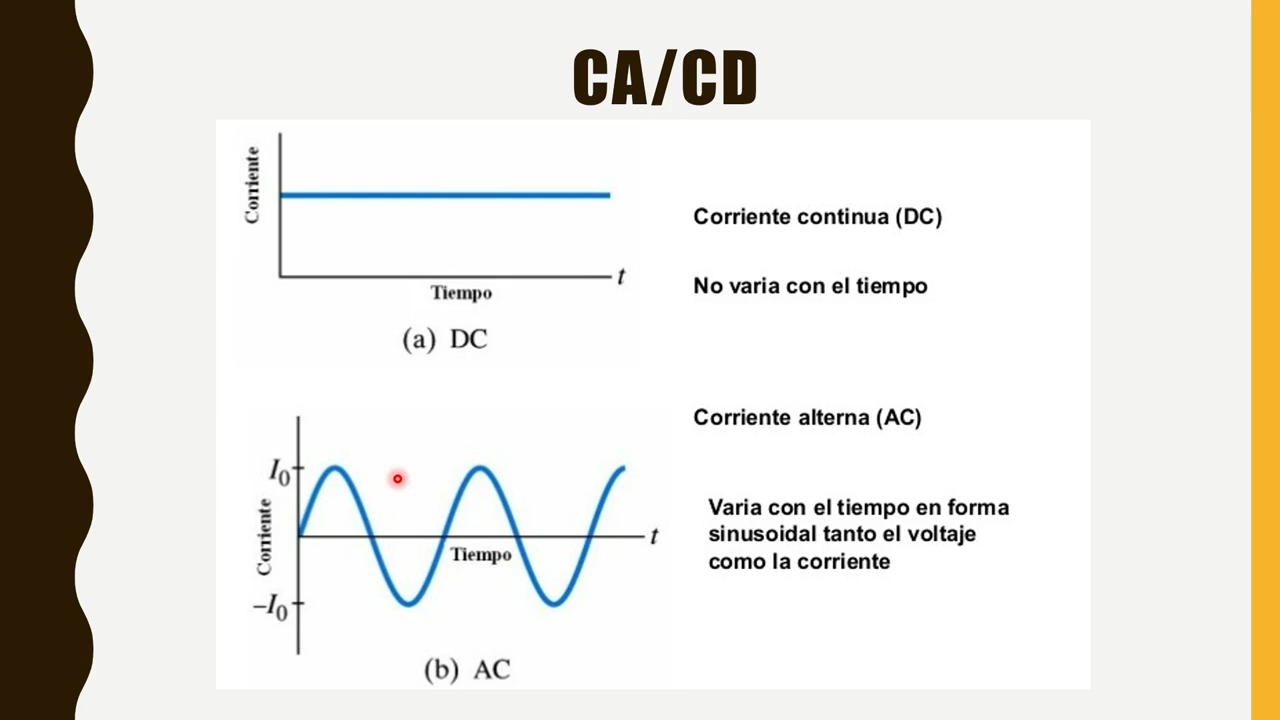 CA/CD
Corriente
Tiempo
t
(a) DC
Corriente continua (DC)
No varia con el tiempo
I₀
Corriente
–I₀
Tiempo
t
(b) AC
Corriente alterna (AC)
Varia con el tiempo en forma
sinusoidal tanto el voltaje
como la corriente